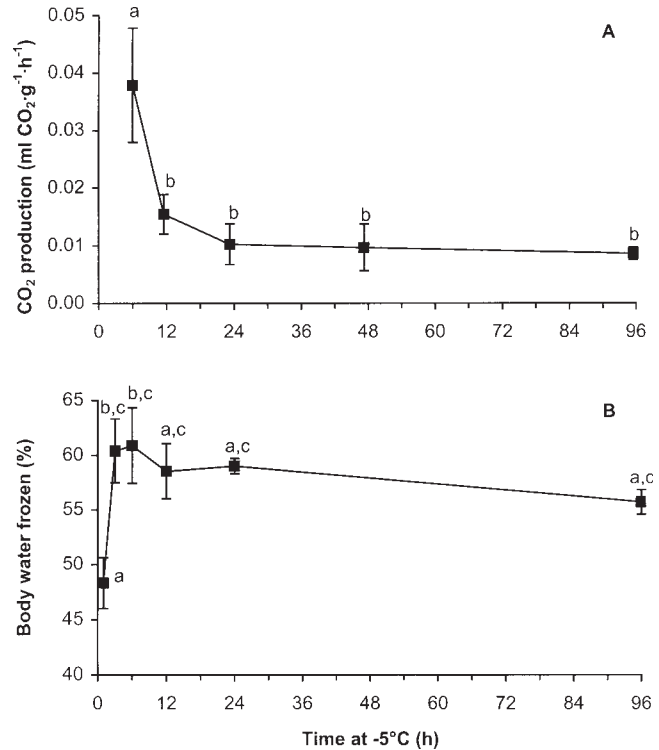 A
CO₂ production (ml CO₂·g⁻¹·h⁻¹)
0.05
0.04
0.03
0.02
0.01
0.00
a
b
b
b
b
0 12 24 36 48 60 72 84 96
B
Body water frozen (%)
65
60
55
50
45
40
a
b,c
b,c
a,c
a,c
a,c
0 12 24 36 48 60 72 84 96
Time at -5°C (h)